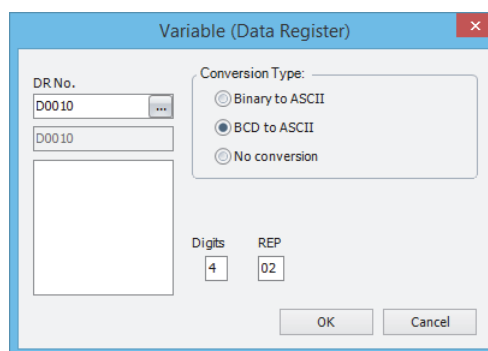 Variable (Data Register)
DR No.
D0010 ...
D0010
Conversion Type:
Binary to ASCII
BCD to ASCII
No conversion
Digits REP
4 02
OK Cancel